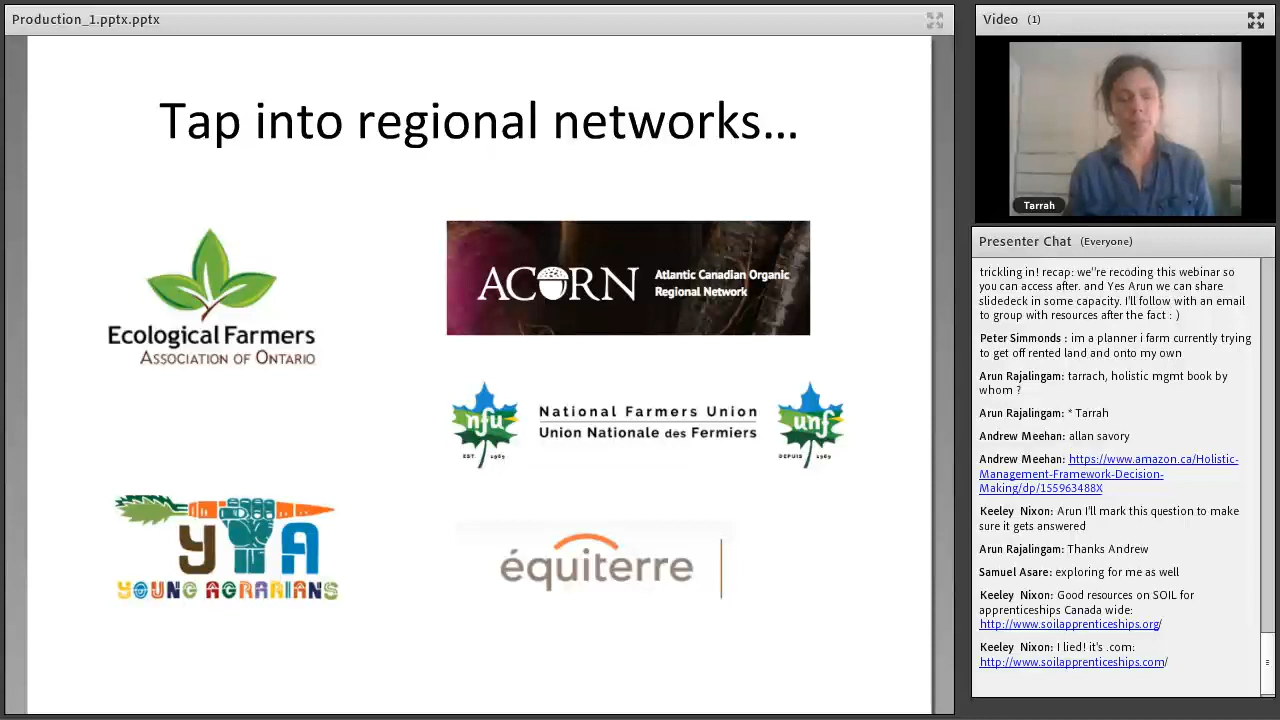 Production_1.pptx.pptx
Tap into regional networks...
Ecological Farmers
ASSOCIATION OF ONTARIO
ACORN
Atlantic Canadian Organic
Regional Network
nfu
EST. 1969
National Farmers Union
Union Nationale des Fermiers
unf
DEPUIS 1969
YA
YOUNG AGRARIANS
équiterre
Video (1)
Tarrah
Presenter Chat (Everyone)
trickling in! recap: we"re recoding this webinar so
you can access after. and Yes Arun we can share
slidedeck in some capacity. I'll follow with an email
to group with resources after the fact : )
Peter Simmonds : im a planner i farm currently trying
to get off rented land and onto my own
Arun Rajalingam: tarrach, holistic mgmt book by
whom ?
Arun Rajalingam: * Tarrah
Andrew Meehan: allan savory
Andrew Meehan: https://www.amazon.ca/Holistic-
Management-Framework-Decision-
Making/dp/155963488X
Keeley Nixon: Arun I'll mark this question to make
sure it gets answered
Arun Rajalingam: Thanks Andrew
Samuel Asare: exploring for me as well
Keeley Nixon: Good resources on SOIL for
apprenticeships Canada wide:
http://www.soilapprenticeships.org/
Keeley Nixon: I lied! it's .com:
http://www.soilapprenticeships.com/